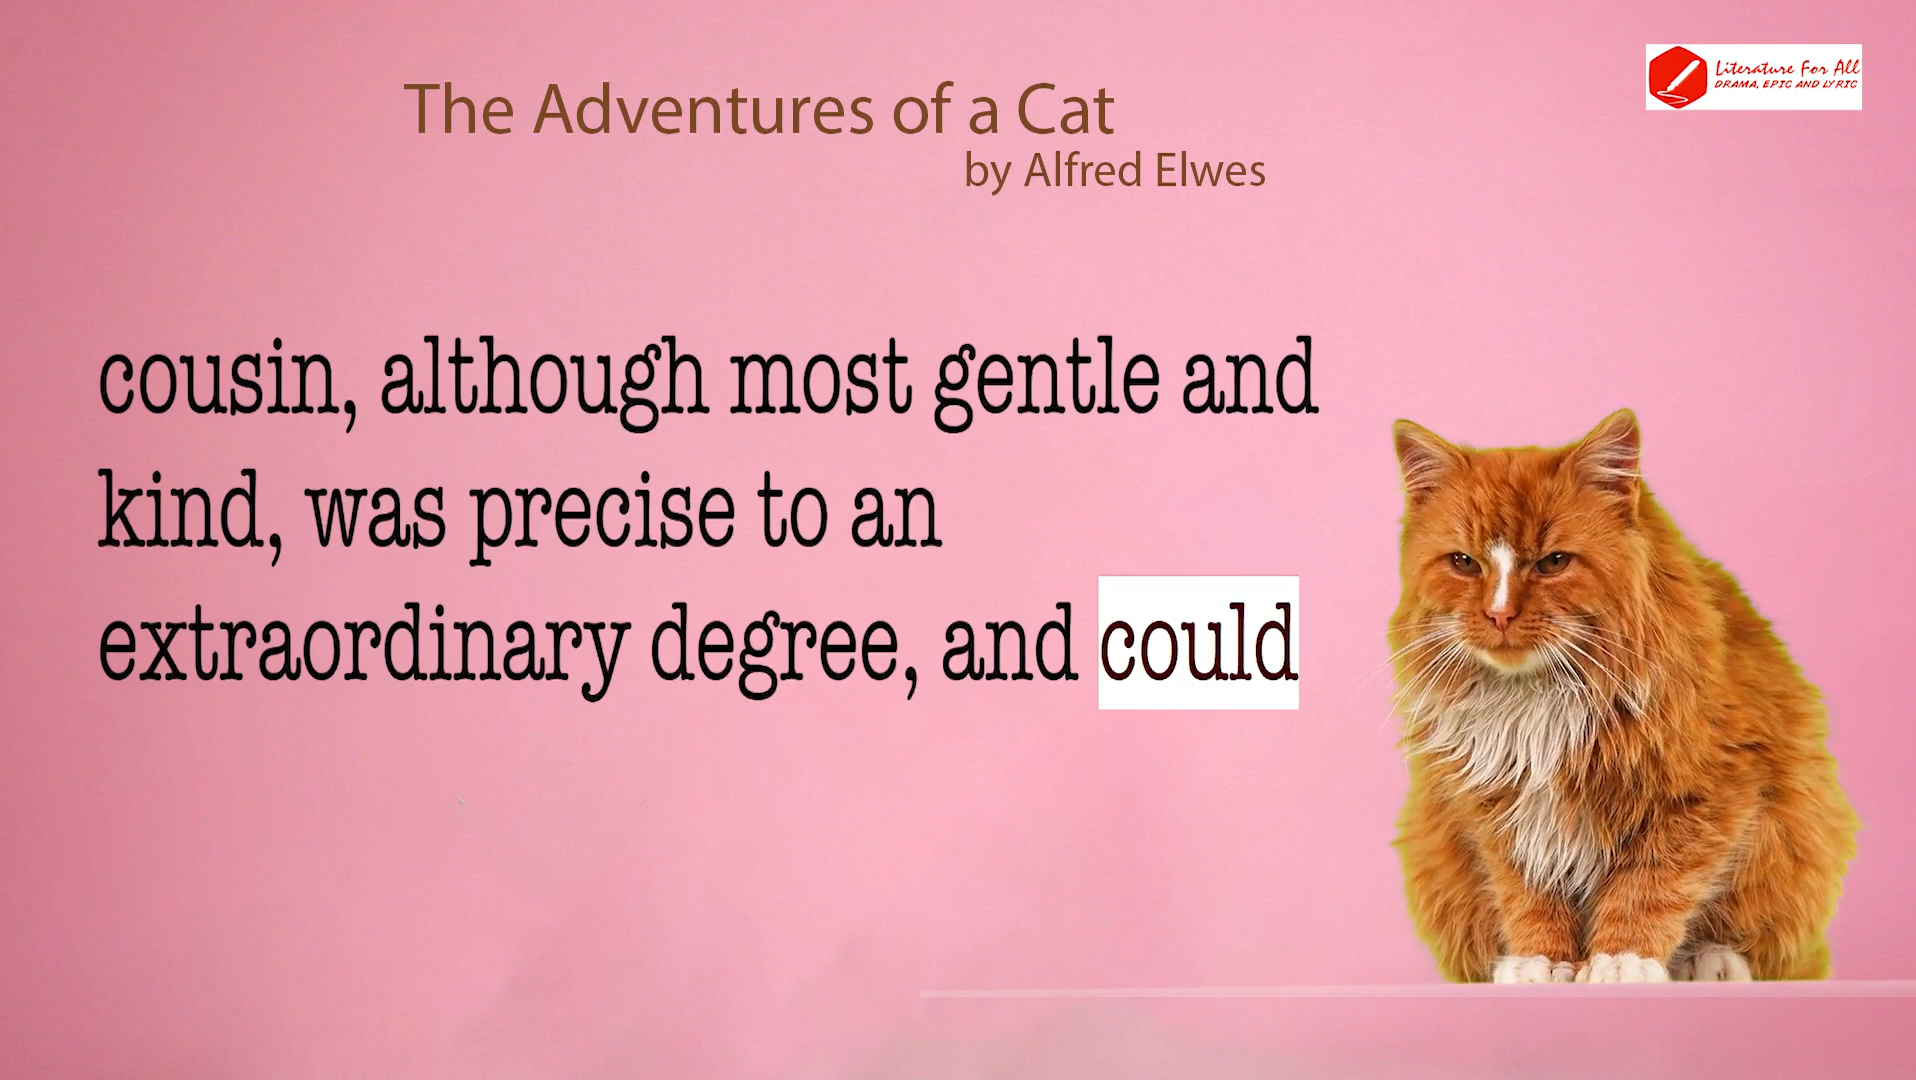 The Adventures of a Cat
by Alfred Elwes
Literature For All
DRAMA, EPIC AND LYRIC
cousin, although most gentle and
kind, was precise to an
extraordinary degree, and could